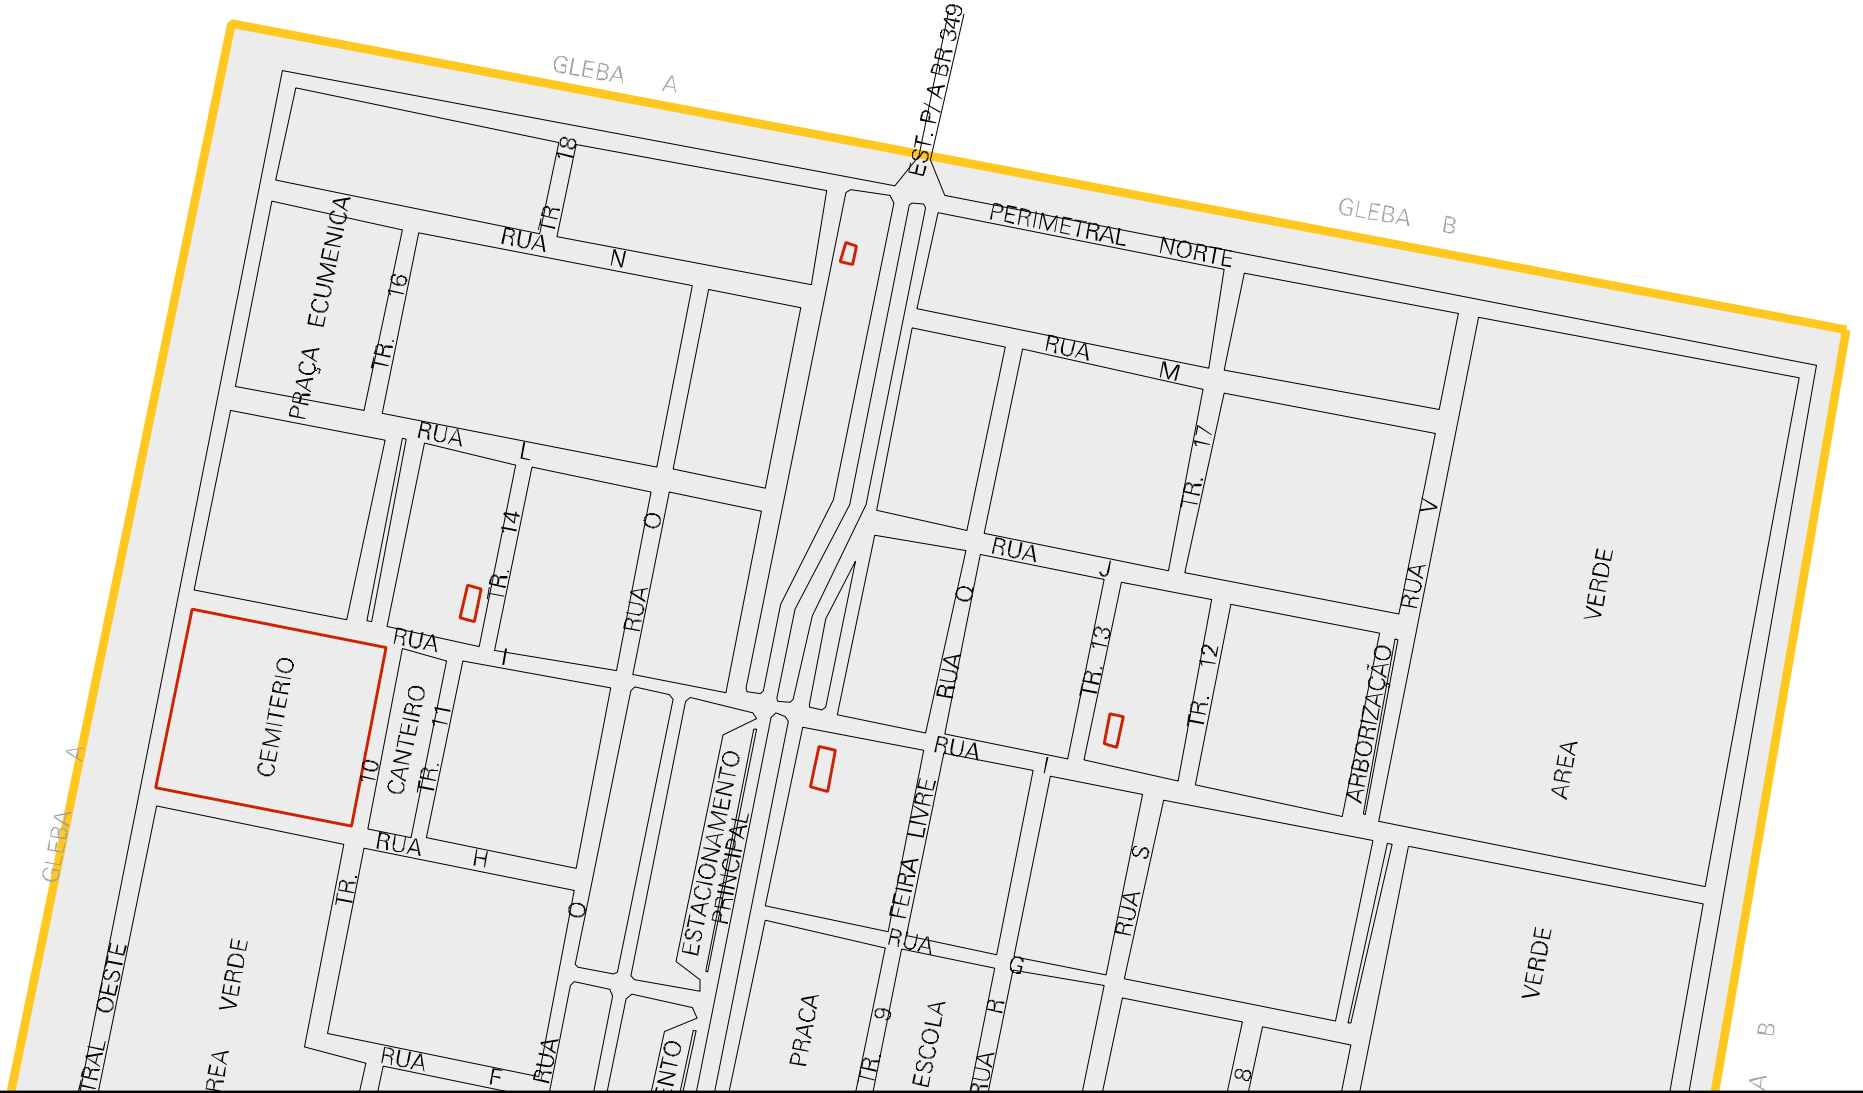 EST. P/ A BR 349
GLEBA A
GLEBA B
PERIMETRAL NORTE
TR 18
RUA N
PRAÇA ECUMENICA
TR. 16
RUA M
TR. 17
RUA L
TR. 14
RUA O
RUA J
RUA V
VERDE
AREA
RUA I
RUA O
TR. 13
TR. 12
ARBORIZAÇÃO
CEMITERIO
CANTEIRO
TR. 11
TR. 10
RUA I
ESTACIONAMENTO
PRINCIPAL
FEIRA LIVRE
GLEBA A
RUA H
RUA S
RUA O
RUA G
VERDE
REA
TRAL OESTE
VERDE
PRACA
TR. 9
ESCOLA
RUA R
RUA F
ENTO
8
A B